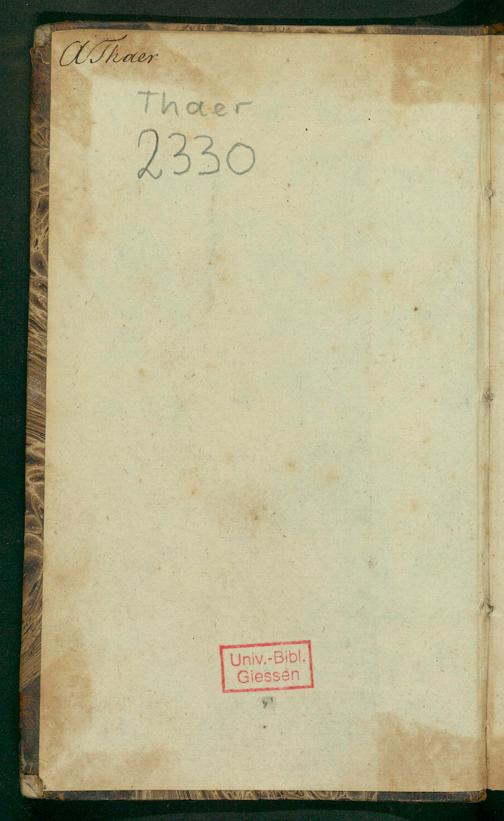 A Thaer
Thaer
2330
Univ.-Bibl.
Giessen